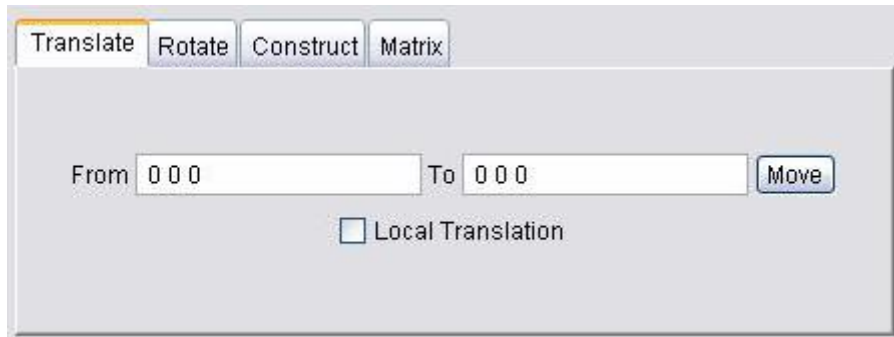 Translate Rotate Construct Matrix
From 0 0 0 To 0 0 0 Move
Local Translation